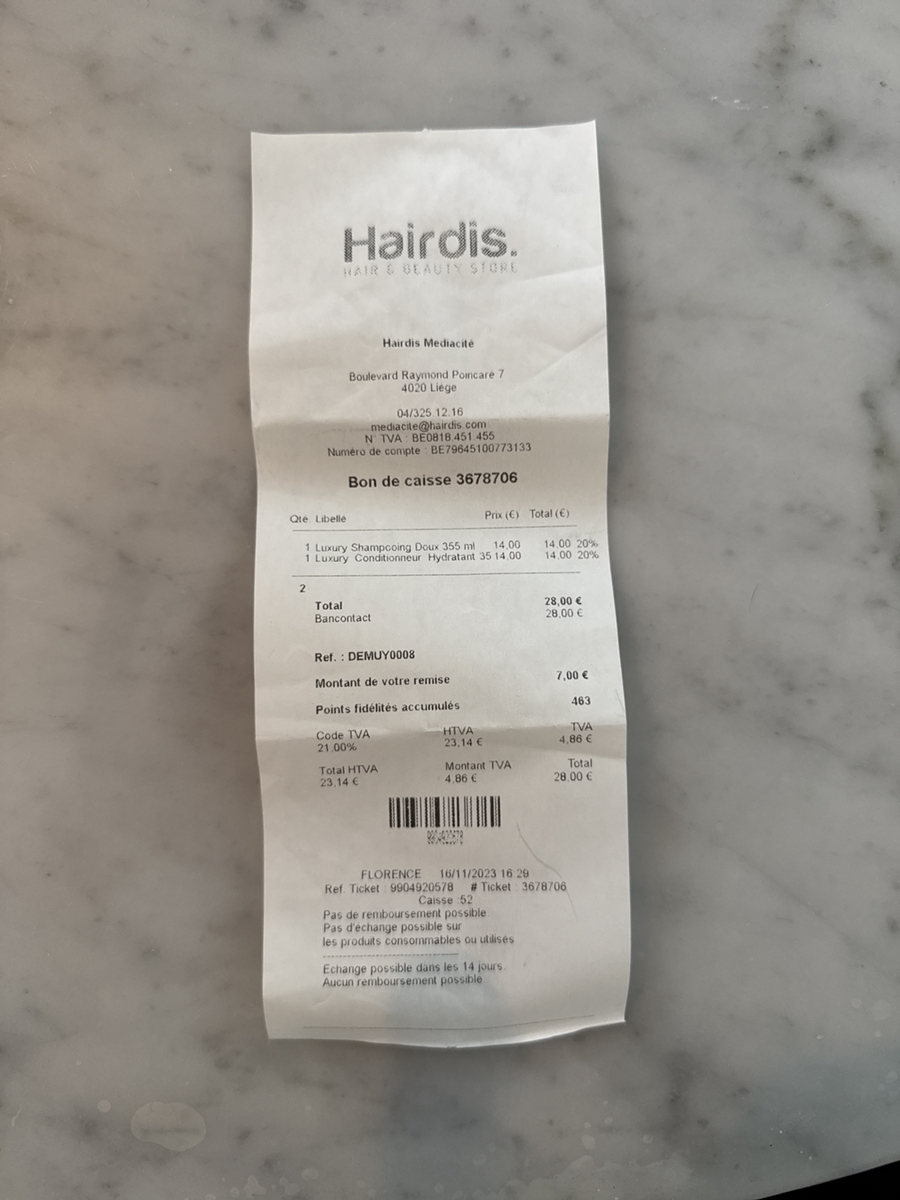 Hairdis.
HAIR & BEAUTY STORE
Hairdis Mediacité
Boulevard Raymond Poincaré 7
4020 Liège
04/325.12.16
mediacite@hairdis.com
N° TVA : BE0818.451.455
Numéro de compte : BE79645100773133
Bon de caisse 3678706
Qté Libellé Prix (€) Total (€)
1 Luxury Shampooing Doux 355 ml 14,00 14,00 20%
1 Luxury Conditionneur Hydratant 35 14,00 14,00 20%
2
Total 28,00 €
Bancontact 28,00 €
Ref. : DEMUY0008
Montant de votre remise 7,00 €
Points fidélités accumulés 463
Code TVA HTVA TVA
21,00% 23,14 € 4,86 €
Total HTVA Montant TVA Total
23,14 € 4,86 € 28,00 €
FLORENCE 16/11/2023 16:29
Ref. Ticket : 9904920578 # Ticket : 3678706
Caisse :52
Pas de remboursement possible
Pas d'échange possible sur
les produits consommables ou utilisés
Echange possible dans les 14 jours.
Aucun remboursement possible